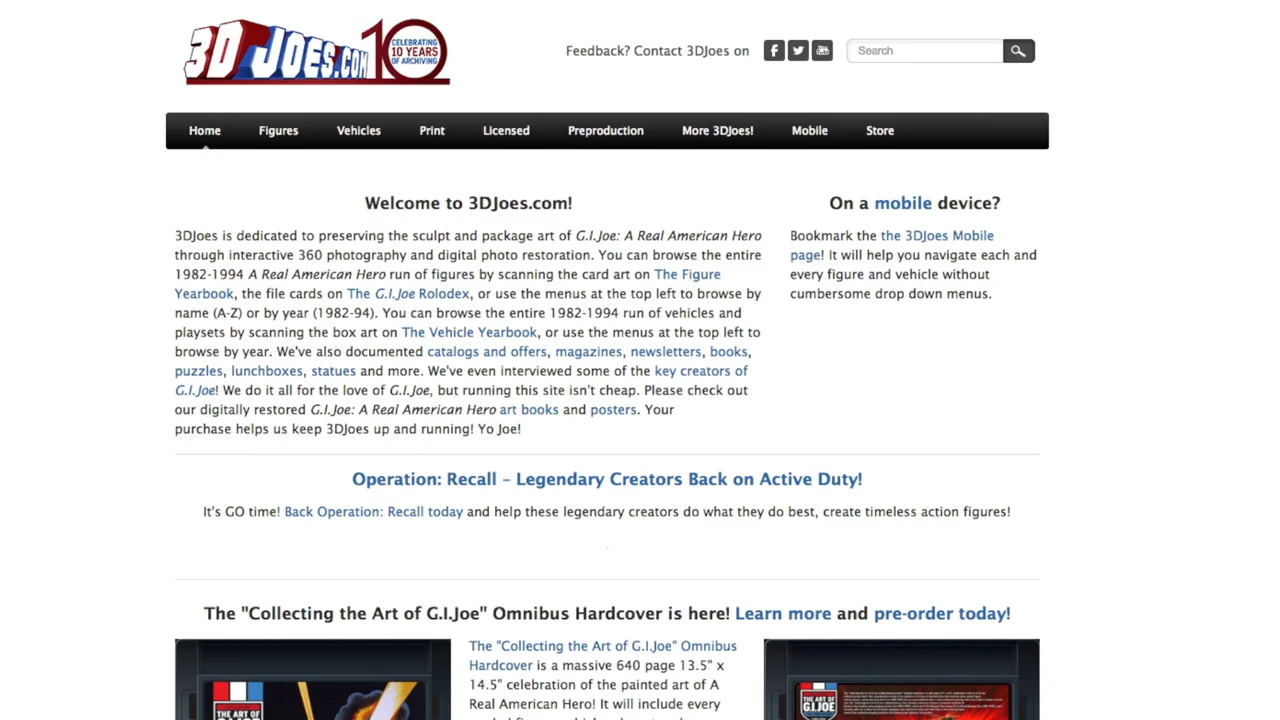 3D JOES.COM 10
CELEBRATING
10 YEARS
OF ARCHIVING
Feedback? Contact 3DJoes on
Search
Home Figures Vehicles Print Licensed Preproduction More 3DJoes! Mobile Store
Welcome to 3DJoes.com!
3DJoes is dedicated to preserving the sculpt and package art of G.I.Joe: A Real American Hero
through interactive 360 photography and digital photo restoration. You can browse the entire
1982-1994 A Real American Hero run of figures by scanning the card art on The Figure
Yearbook, the file cards on The G.I.Joe Rolodex, or use the menus at the top left to browse by
name (A-Z) or by year (1982-94). You can browse the entire 1982-1994 run of vehicles and
playsets by scanning the box art on The Vehicle Yearbook, or use the menus at the top left to
browse by year. We've also documented catalogs and offers, magazines, newsletters, books,
puzzles, lunchboxes, statues and more. We've even interviewed some of the key creators of
G.I.Joe! We do it all for the love of G.I.Joe, but running this site isn't cheap. Please check out
our digitally restored G.I.Joe: A Real American Hero art books and posters. Your
purchase helps us keep 3DJoes up and running! Yo Joe!
On a mobile device?
Bookmark the the 3DJoes Mobile
page! It will help you navigate each and
every figure and vehicle without
cumbersome drop down menus.
Operation: Recall – Legendary Creators Back on Active Duty!
It's GO time! Back Operation: Recall today and help these legendary creators do what they do best, create timeless action figures!
The "Collecting the Art of G.I.Joe" Omnibus Hardcover is here! Learn more and pre-order today!
THE ART OF
The "Collecting the Art of G.I.Joe" Omnibus
Hardcover is a massive 640 page 13.5" x
14.5" celebration of the painted art of A
Real American Hero! It will include every
THE ART OF
G.I.JOE